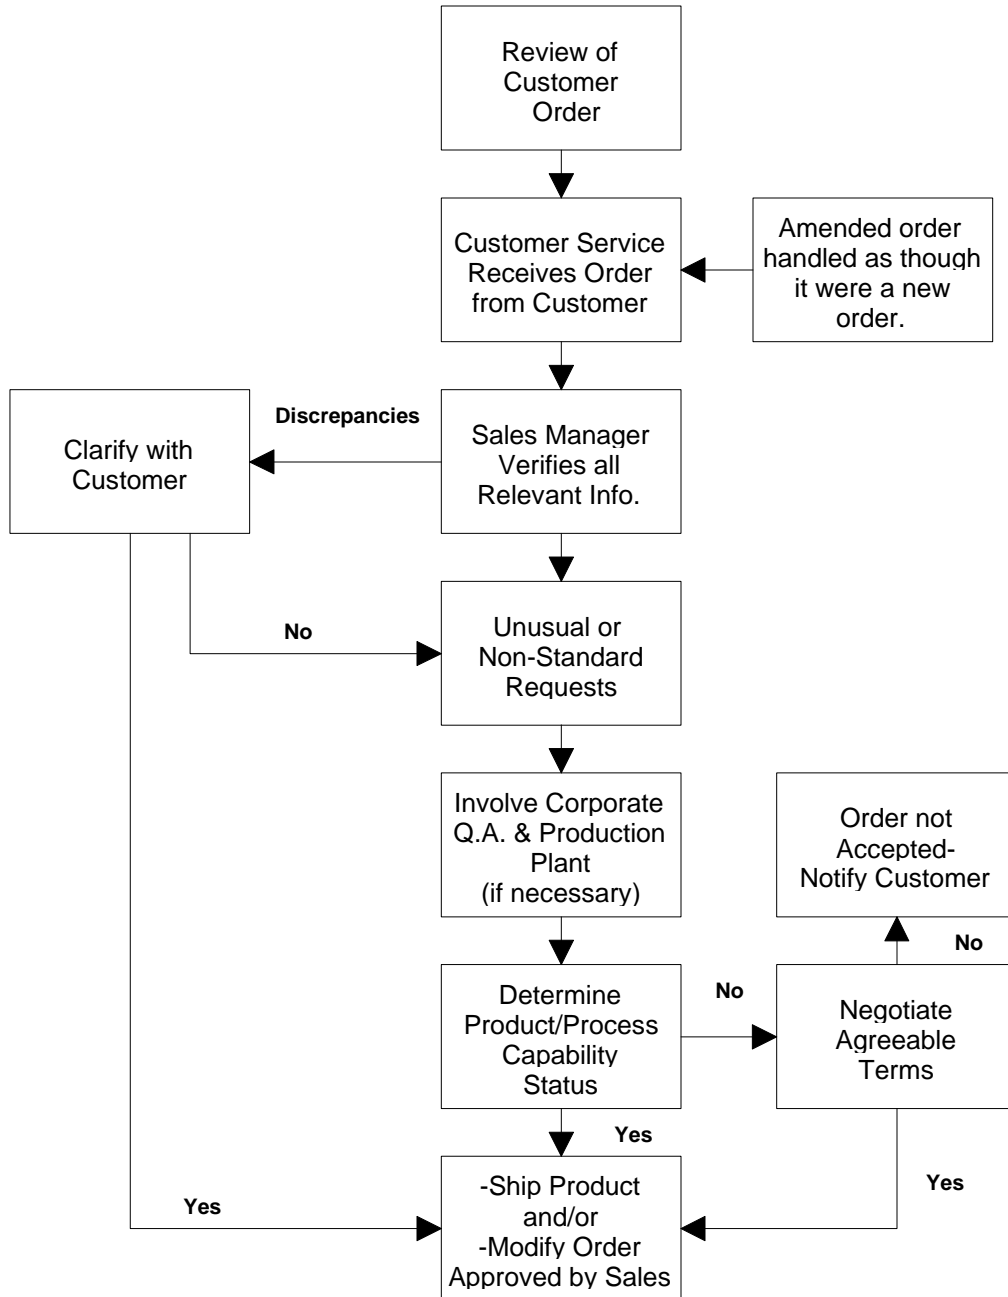 Review of
Customer
Order
Customer Service
Receives Order
from Customer
Amended order
handled as though
it were a new
order.
Discrepancies
Clarify with
Customer
Sales Manager
Verifies all
Relevant Info.
No
Unusual or
Non-Standard
Requests
Involve Corporate
Q.A. & Production
Plant
(if necessary)
Order not
Accepted-
Notify Customer
No
No
Determine
Product/Process
Capability
Status
Negotiate
Agreeable
Terms
Yes
Yes
Yes
-Ship Product
and/or
-Modify Order
Approved by Sales